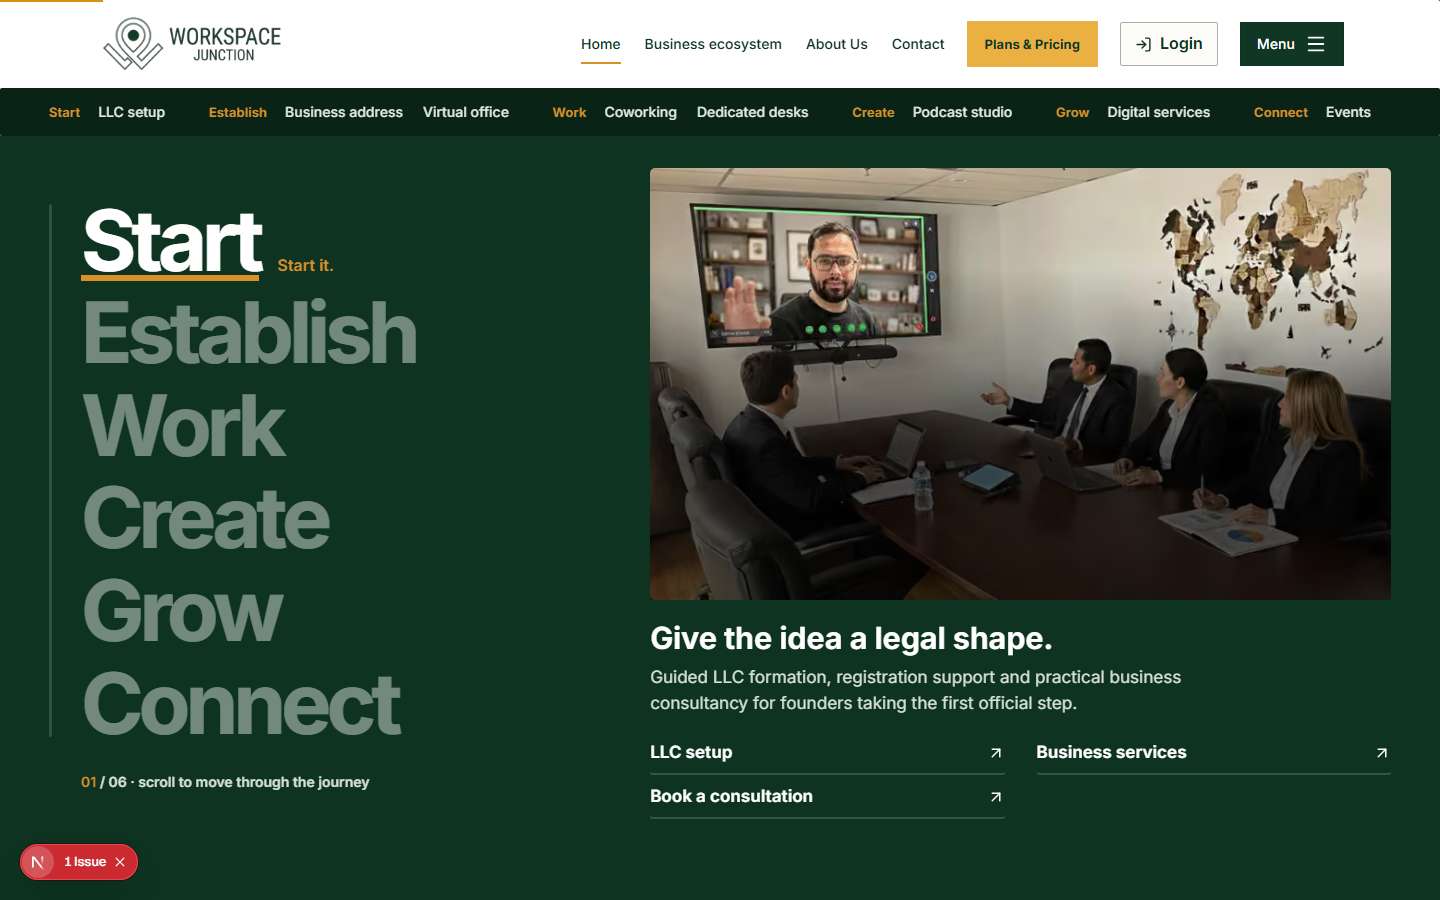 WORKSPACE
JUNCTION
Home Business ecosystem About Us Contact Plans & Pricing Login Menu
Start LLC setup Establish Business address Virtual office Work Coworking Dedicated desks Create Podcast studio Grow Digital services Connect Events
Start Start it.
Establish
Work
Create
Grow
Connect
01 / 06 · scroll to move through the journey
Give the idea a legal shape.
Guided LLC formation, registration support and practical business
consultancy for founders taking the first official step.
LLC setup Business services
Book a consultation
N 1 Issue